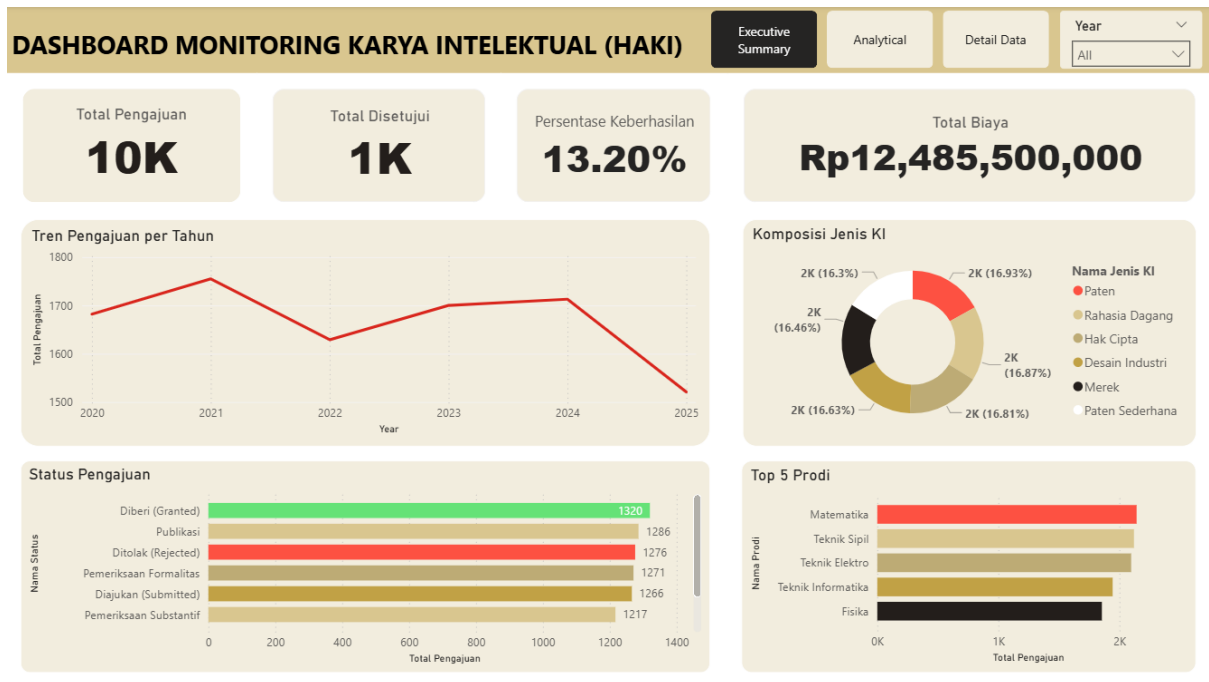 DASHBOARD MONITORING KARYA INTELEKTUAL (HAKI)
Executive
Summary
Analytical
Detail Data
Year
All
Total Pengajuan
10K
Total Disetujui
1K
Persentase Keberhasilan
13.20%
Total Biaya
Rp12,485,500,000
Tren Pengajuan per Tahun
1800
1700
1600
1500
Total Pengajuan
2020 2021 2022 2023 2024 2025
Year
Komposisi Jenis KI
2K (16.3%)
2K (16.93%)
2K
(16.46%)
2K
(16.87%)
2K (16.63%)
2K (16.81%)
Nama Jenis KI
Paten
Rahasia Dagang
Hak Cipta
Desain Industri
Merek
Paten Sederhana
Status Pengajuan
Nama Status
Diberi (Granted) 1320
Publikasi 1286
Ditolak (Rejected) 1276
Pemeriksaan Formalitas 1271
Diajukan (Submitted) 1266
Pemeriksaan Substantif 1217
0 200 400 600 800 1000 1200 1400
Total Pengajuan
Top 5 Prodi
Nama Prodi
Matematika
Teknik Sipil
Teknik Elektro
Teknik Informatika
Fisika
0K 1K 2K
Total Pengajuan